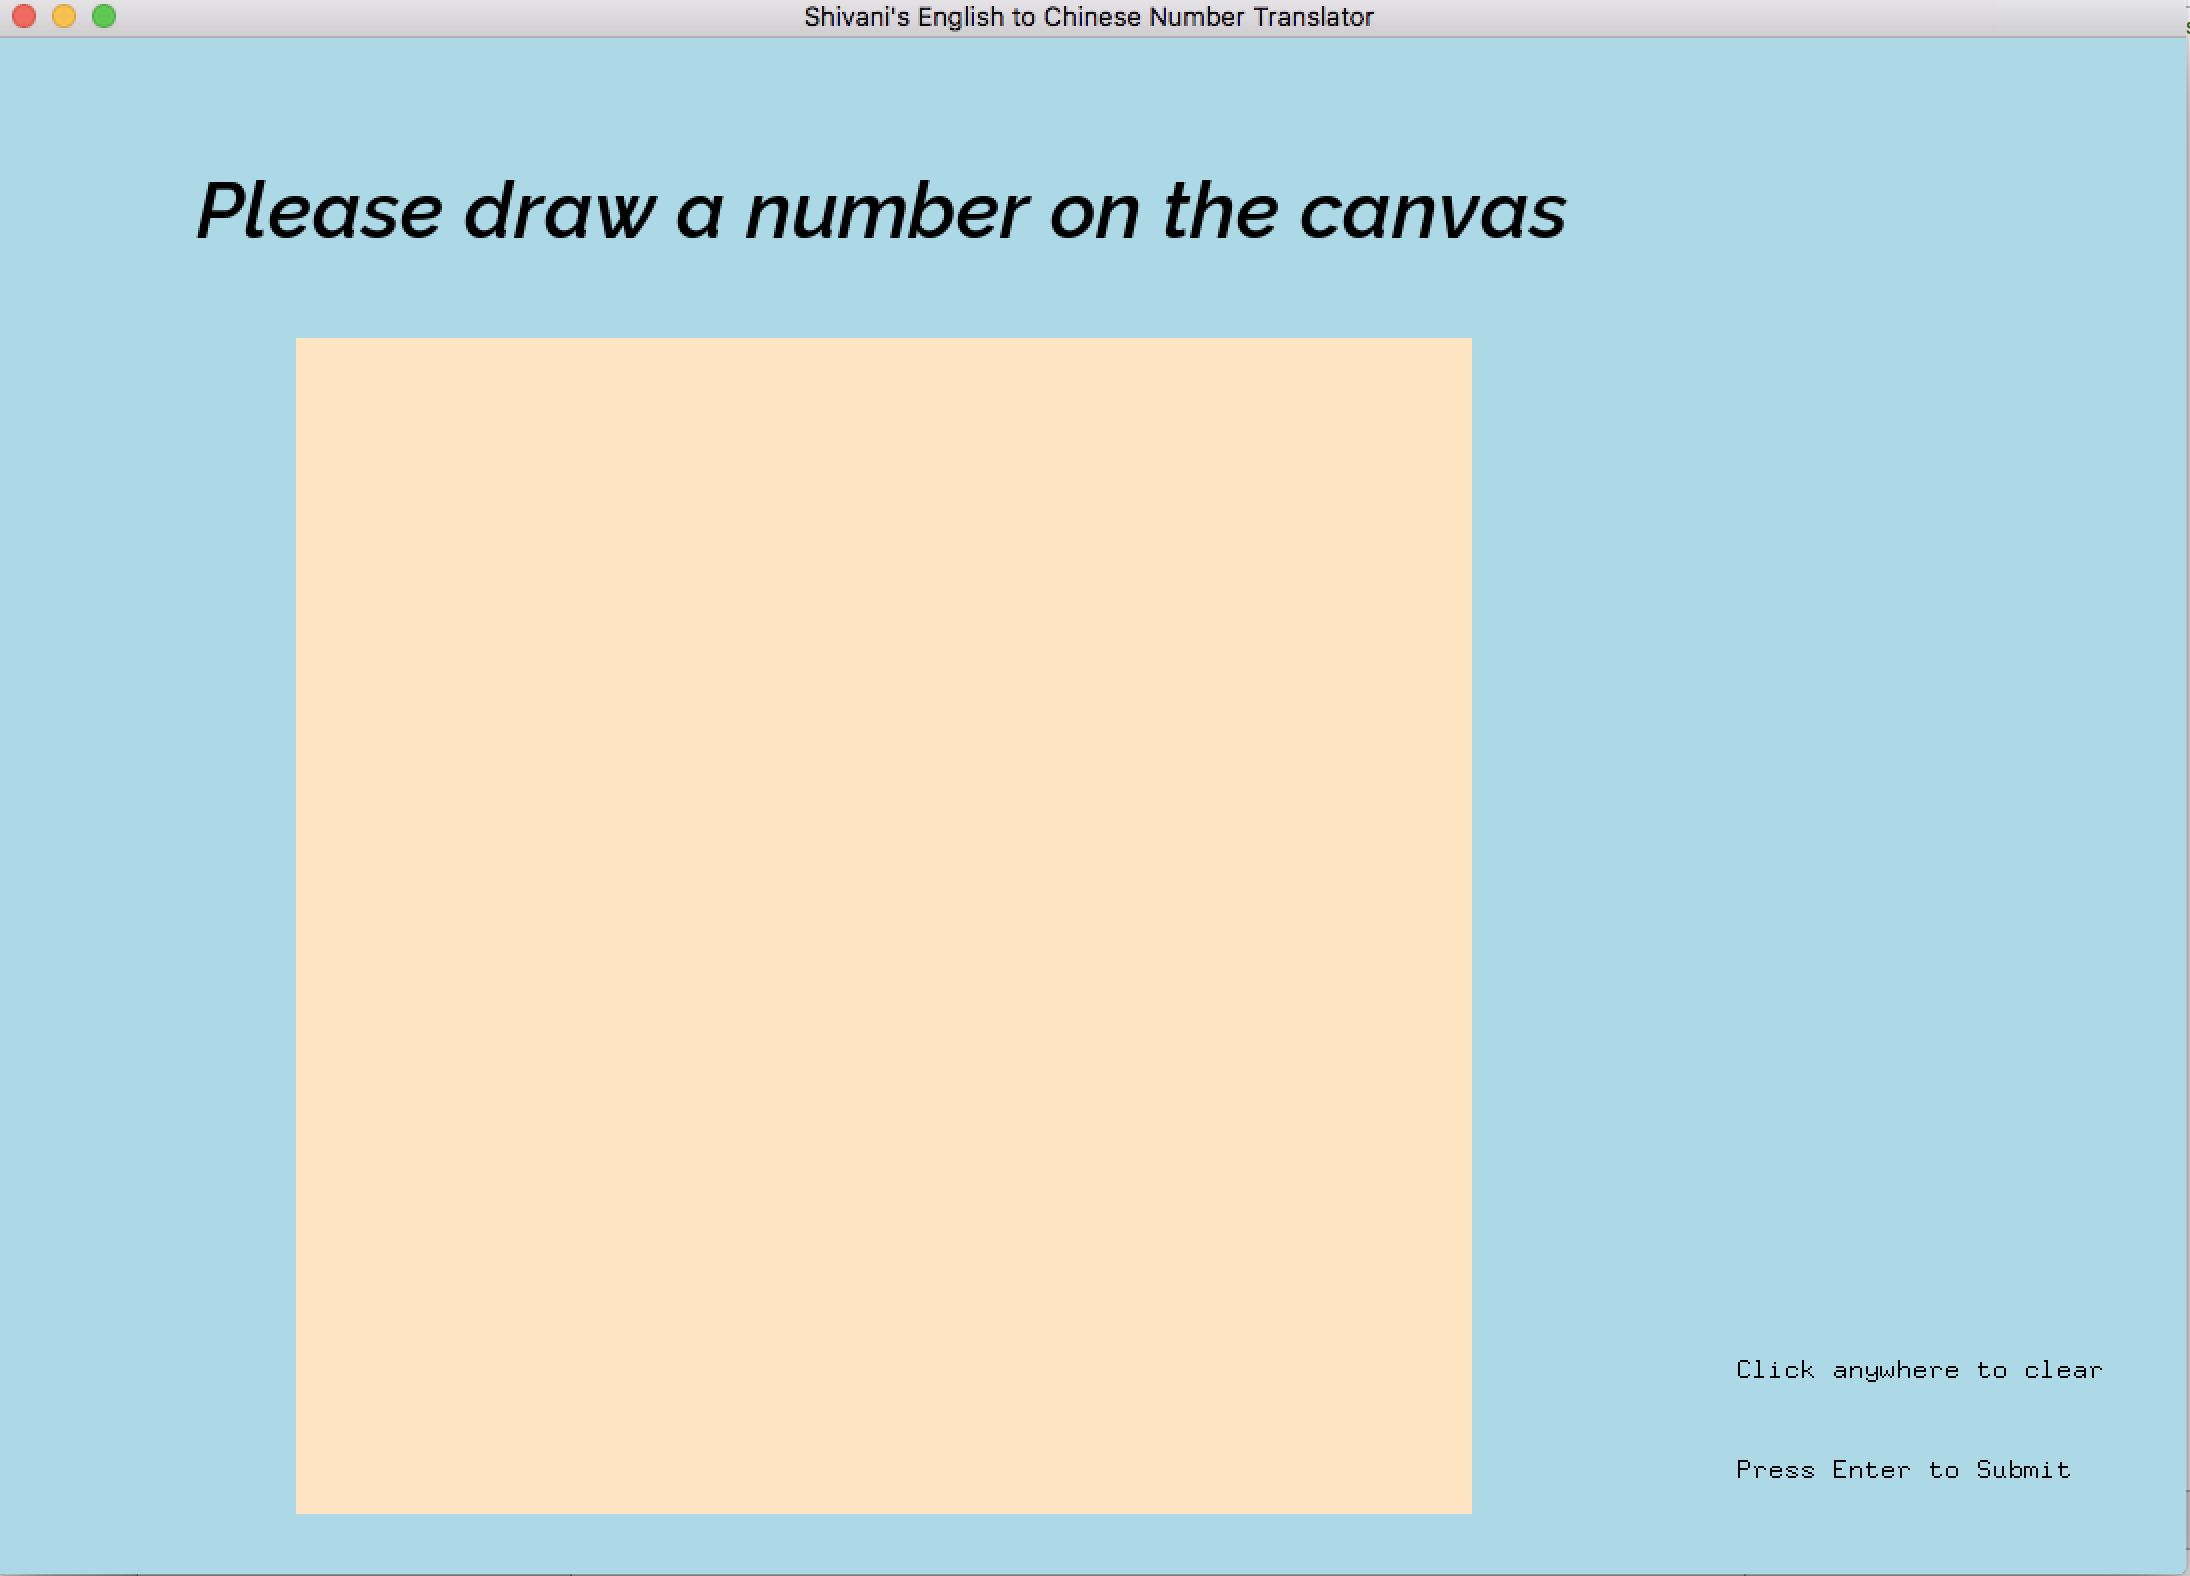 Shivani's English to Chinese Number Translator
Please draw a number on the canvas
Click anywhere to clear
Press Enter to Submit